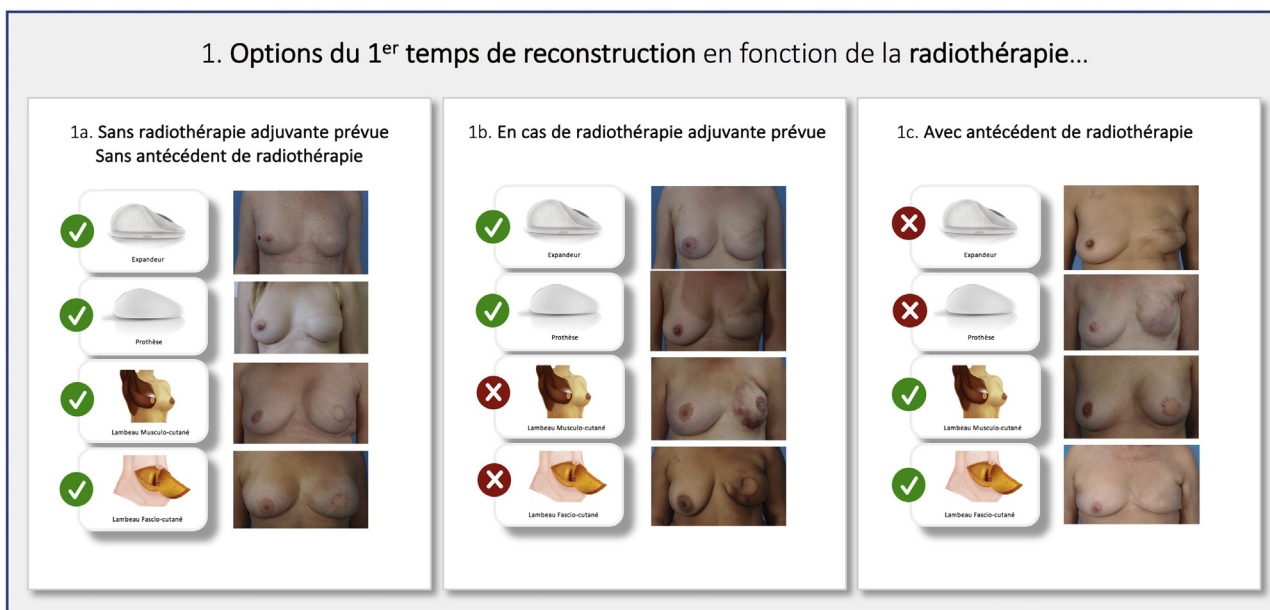 1. Options du 1er temps de reconstruction en fonction de la radiothérapie...
1a. Sans radiothérapie adjuvante prévue
Sans antécédent de radiothérapie
Expandeur
Prothèse
Lambeau Musculo-cutané
Lambeau Fascio-cutané
1b. En cas de radiothérapie adjuvante prévue
Expandeur
Prothèse
Lambeau Musculo-cutané
Lambeau Fascio-cutané
1c. Avec antécédent de radiothérapie
Expandeur
Prothèse
Lambeau Musculo-cutané
Lambeau Fascio-cutané